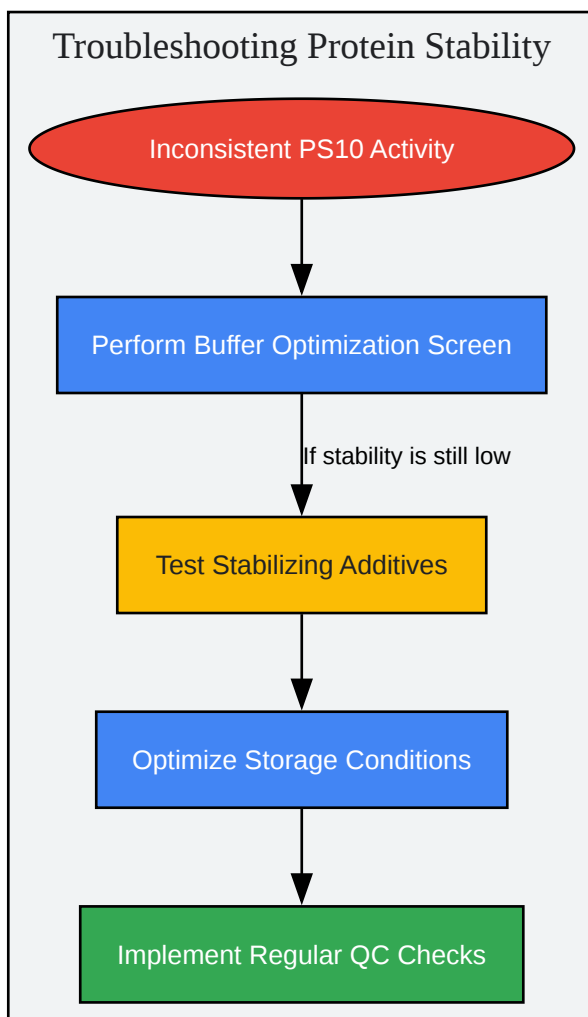 Troubleshooting Protein Stability
Inconsistent PS10 Activity
Perform Buffer Optimization Screen
If stability is still low
Test Stabilizing Additives
Optimize Storage Conditions
Implement Regular QC Checks